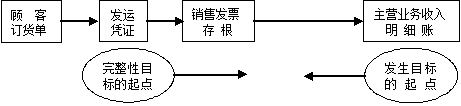 顾 客
订货单
发运
凭证
销售发票
存 根
主营业务收入
明 细 账
完整性目
标的起点
发生目标
的 起 点